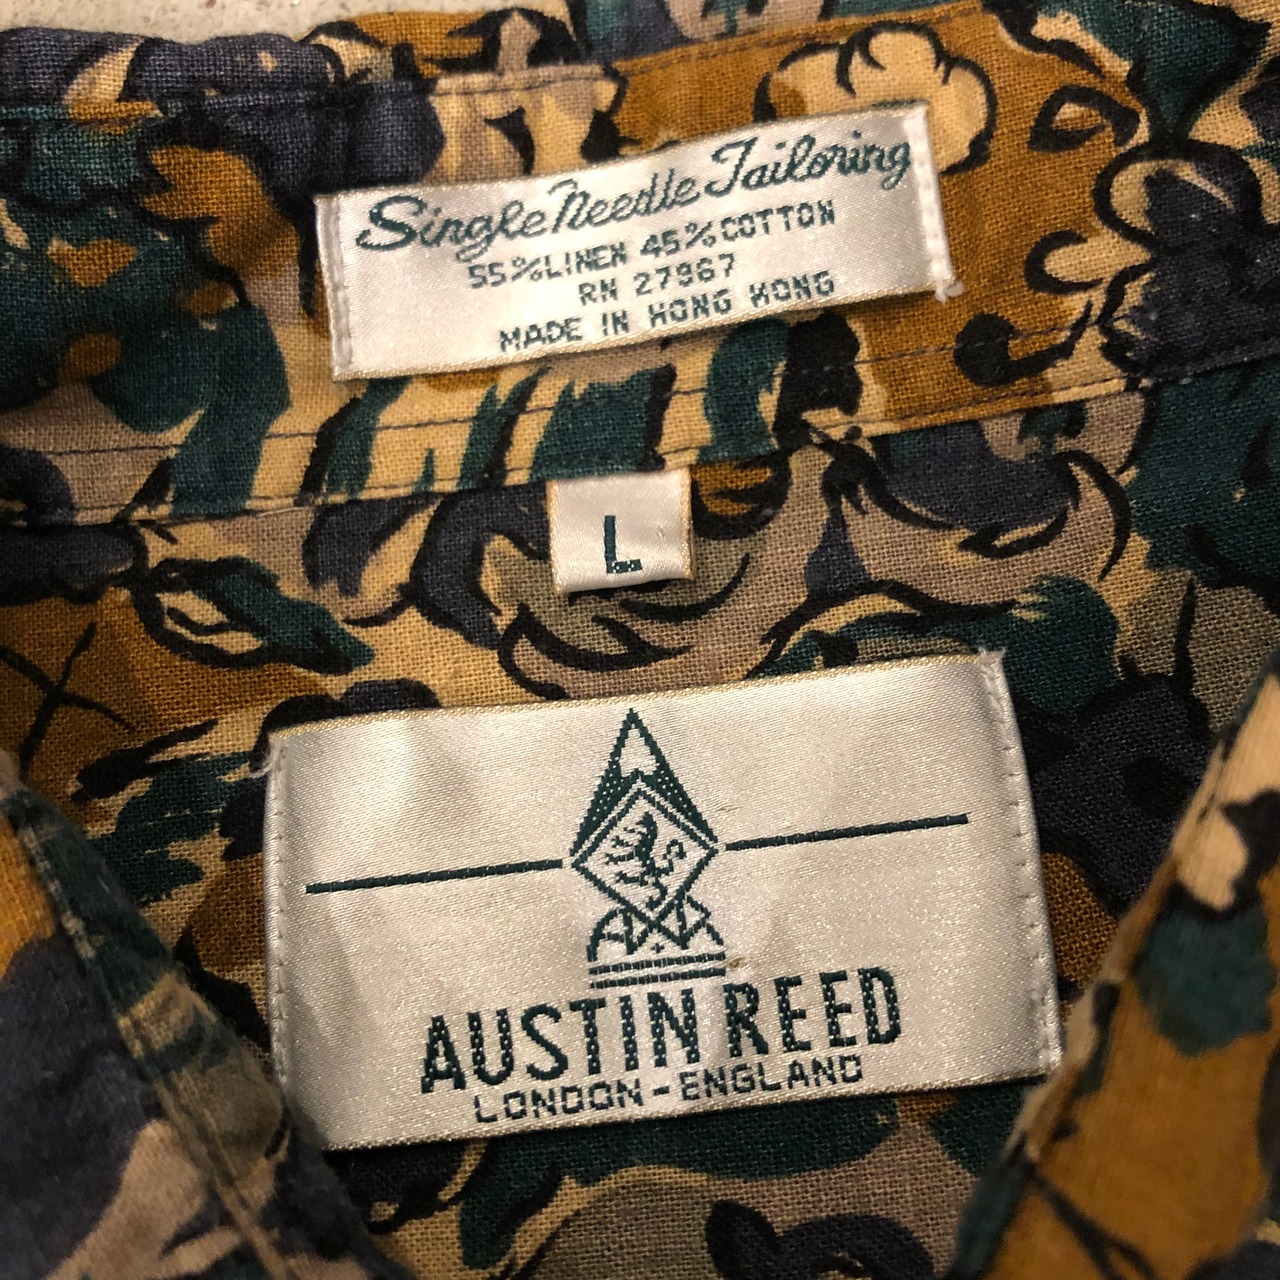 Single Needle Tailoring
55%LINEN 45%COTTON
RN 27967
MADE IN HONG KONG
L
AUSTIN REED
LONDON-ENGLAND